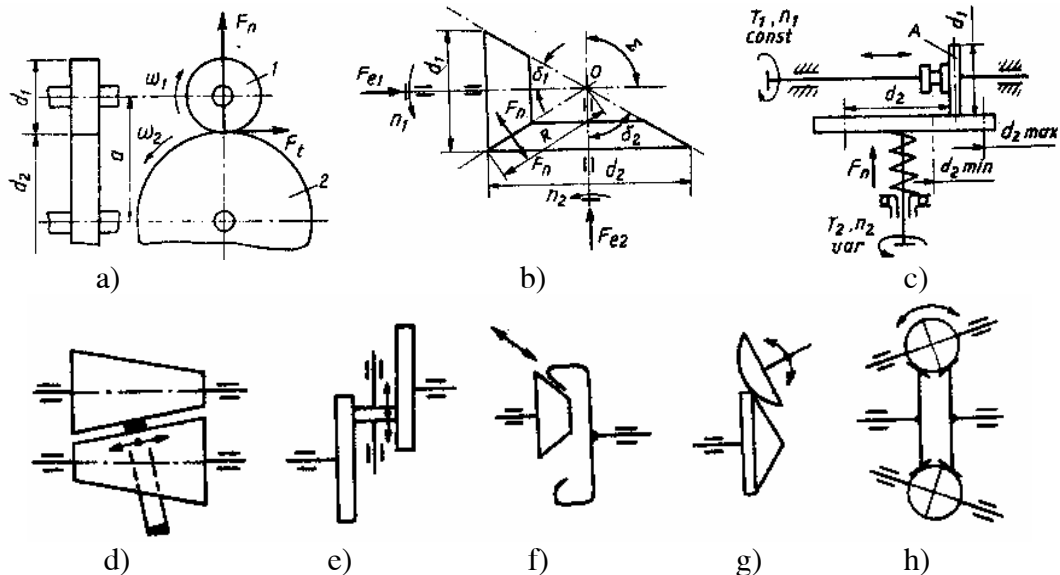 F_n
ω_1
1
d_1
a
ω_2
F_t
d_2
2
a)
F_e1
n_1
d_1
δ_1
O
Σ
F_n
R
F_n
δ_2
d_2
n_2
F_e2
b)
T_1, n_1
const
A
d_1
d_2
d_2 max
d_2 min
F_n
T_2, n_2
var
c)
d)
e)
f)
g)
h)